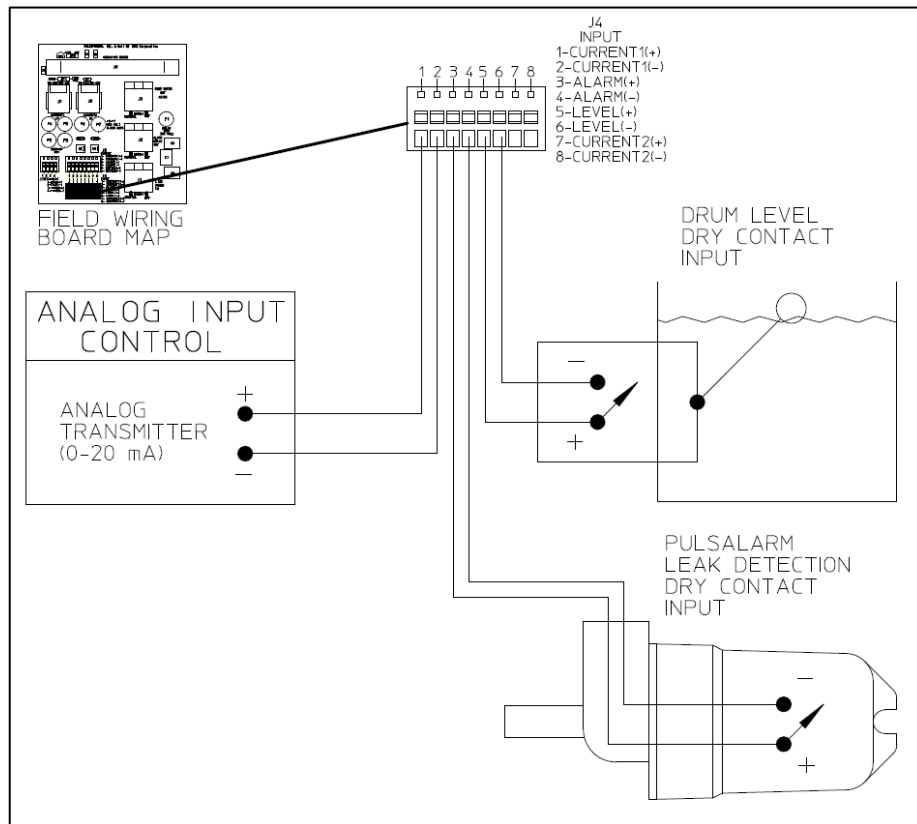 J4
INPUT
1-CURRENT1(+)
2-CURRENT1(-)
3-ALARM(+)
4-ALARM(-)
5-LEVEL(+)
6-LEVEL(-)
7-CURRENT2(+)
8-CURRENT2(-)
1 2 3 4 5 6 7 8
FIELD WIRING
BOARD MAP
DRUM LEVEL
DRY CONTACT
INPUT
ANALOG INPUT
CONTROL
ANALOG
TRANSMITTER
(0-20 mA)
+
-
-
+
PULSALARM
LEAK DETECTION
DRY CONTACT
INPUT
-
+